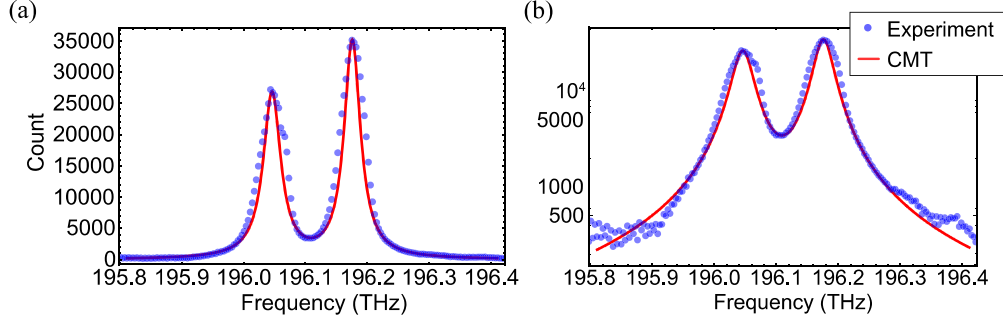 (a)
35000
30000
25000
20000
15000
10000
5000
0
Count
195.8 195.9 196.0 196.1 196.2 196.3 196.4
Frequency (THz)
(b)
Experiment
CMT
10⁴
5000
1000
500
195.8 195.9 196.0 196.1 196.2 196.3 196.4
Frequency (THz)